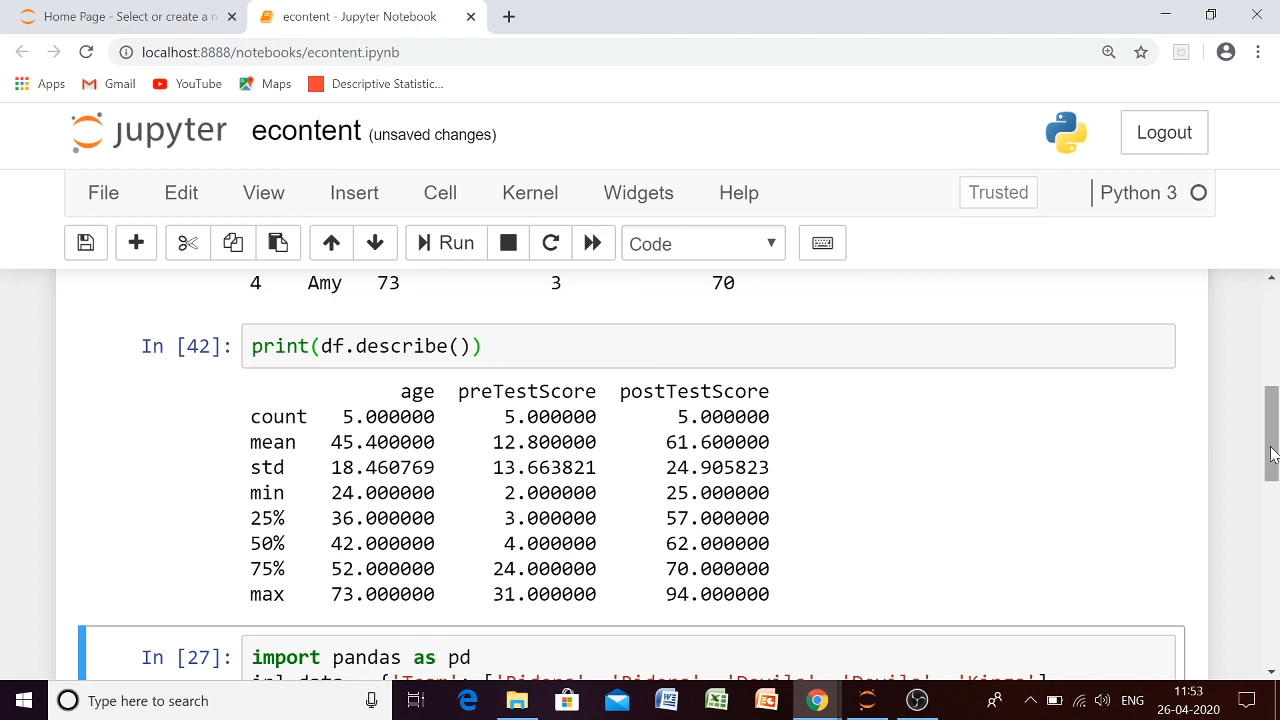 Home Page - Select or create a n
econtent - Jupyter Notebook
localhost:8888/notebooks/econtent.ipynb
Apps Gmail YouTube Maps Descriptive Statistic...
jupyter econtent (unsaved changes) Logout
File Edit View Insert Cell Kernel Widgets Help Trusted Python 3
Run Code
4 Amy 73 3 70
In [42]: print(df.describe())
age preTestScore postTestScore
count 5.000000 5.000000 5.000000
mean 45.400000 12.800000 61.600000
std 18.460769 13.663821 24.905823
min 24.000000 2.000000 25.000000
25% 36.000000 3.000000 57.000000
50% 42.000000 4.000000 62.000000
75% 52.000000 24.000000 70.000000
max 73.000000 31.000000 94.000000
In [27]: import pandas as pd
Type here to search
ENG
11:53
26-04-2020